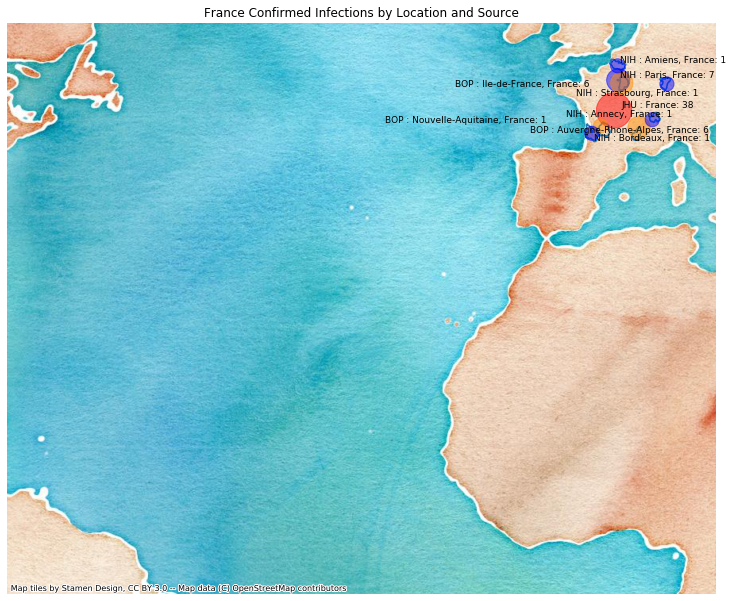 France Confirmed Infections by Location and Source
NIH : Amiens, France: 1
NIH : Paris, France: 7
BOP : Ile-de-France, France: 6
NIH : Strasbourg, France: 1
JHU : France: 38
NIH : Annecy, France: 1
BOP : Nouvelle-Aquitaine, France: 1
BOP : Auvergne-Rhone-Alpes, France: 6
NIH : Bordeaux, France: 1
Map tiles by Stamen Design, CC BY 3.0 -- Map data (C) OpenStreetMap contributors